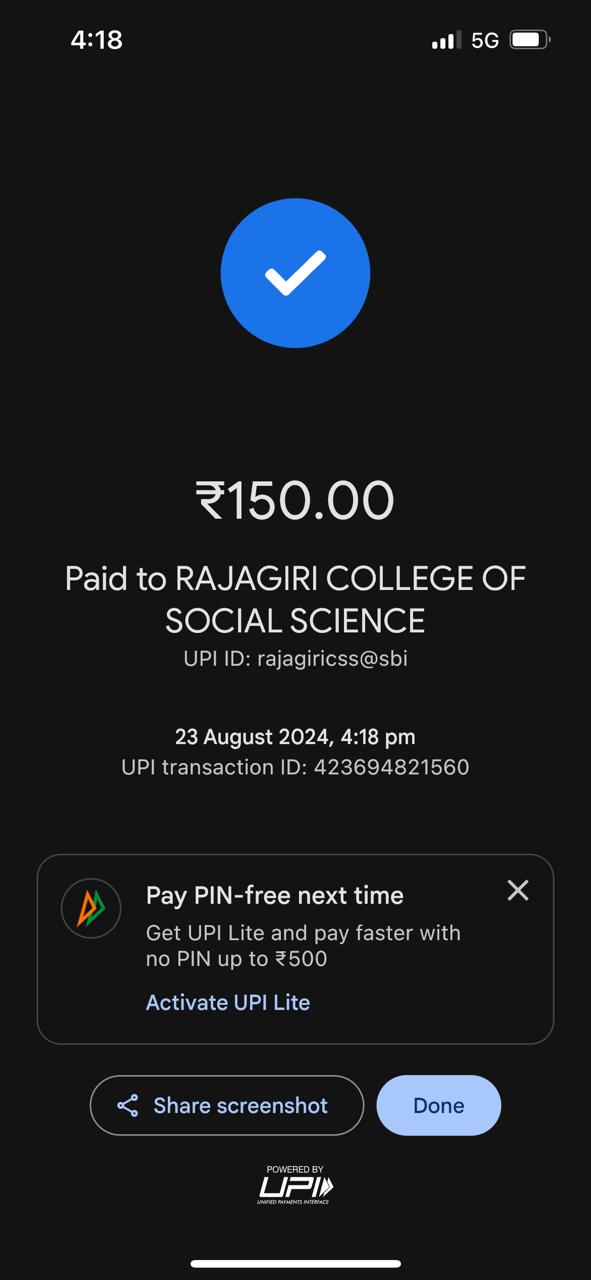 4:18
5G
₹150.00
Paid to RAJAGIRI COLLEGE OF
SOCIAL SCIENCE
UPI ID: rajagiricss@sbi
23 August 2024, 4:18 pm
UPI transaction ID: 423694821560
Pay PIN-free next time
Get UPI Lite and pay faster with
no PIN up to ₹500
Activate UPI Lite
Share screenshot
Done
POWERED BY
UPI
UNIFIED PAYMENTS INTERFACE